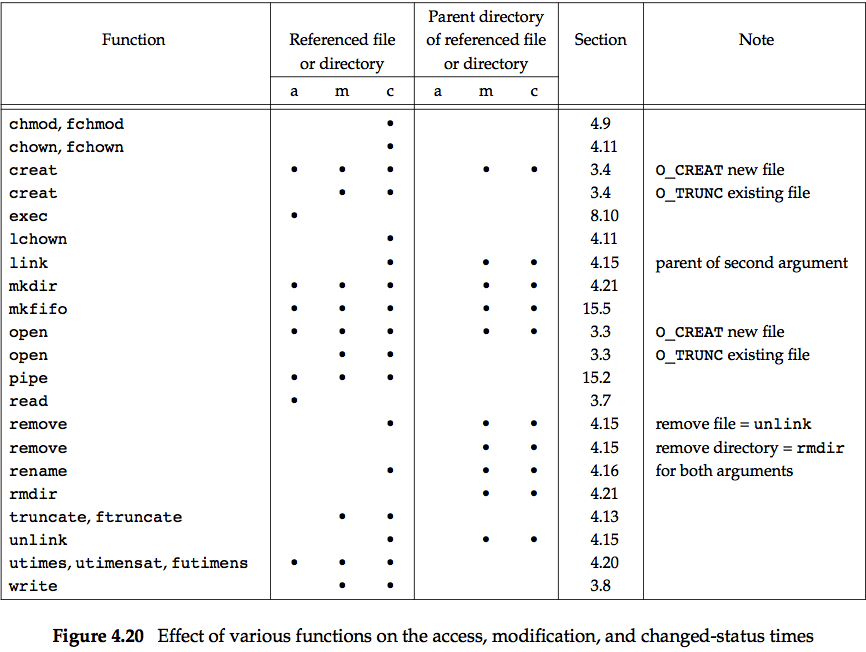 Function Referenced file or directory Parent directory of referenced file or directory Section Note
a m c a m c
chmod, fchmod • 4.9
chown, fchown • 4.11
creat • • • • • 3.4 O_CREAT new file
creat • • 3.4 O_TRUNC existing file
exec • 8.10
lchown • 4.11
link • • • 4.15 parent of second argument
mkdir • • • • • 4.21
mkfifo • • • • • 15.5
open • • • • • 3.3 O_CREAT new file
open • • 3.3 O_TRUNC existing file
pipe • • • 15.2
read • 3.7
remove • • • 4.15 remove file = unlink
remove • • 4.15 remove directory = rmdir
rename • • • 4.16 for both arguments
rmdir • • 4.21
truncate, ftruncate • • 4.13
unlink • • • 4.15
utimes, utimensat, futimens • • • 4.20
write • • 3.8
Figure 4.20 Effect of various functions on the access, modification, and changed-status times